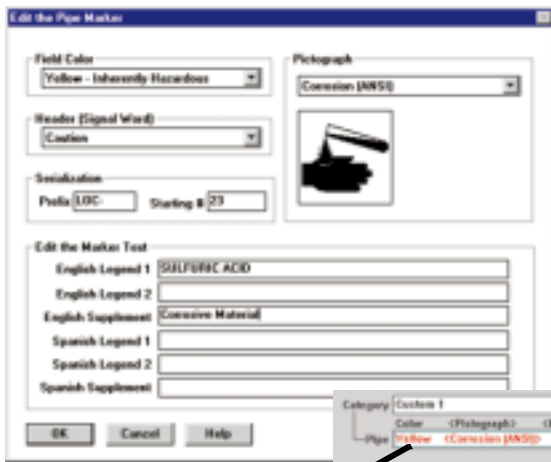 Edit the Pipe Marker
Field Color
Yellow - Inherently Hazardous
Pictograph
Corrosion (ANSI)
Header (Signal Word)
Caution
Serialization
Prefix LOC- Starting # 23
Edit the Marker Text
English Legend 1 SULFURIC ACID
English Legend 2
English Supplement Corrosive Material
Spanish Legend 1
Spanish Legend 2
Spanish Supplement
OK Cancel Help
Category Custom 1
Color <Pictograph>
Pipe Yellow <Corrosion (ANSI)>